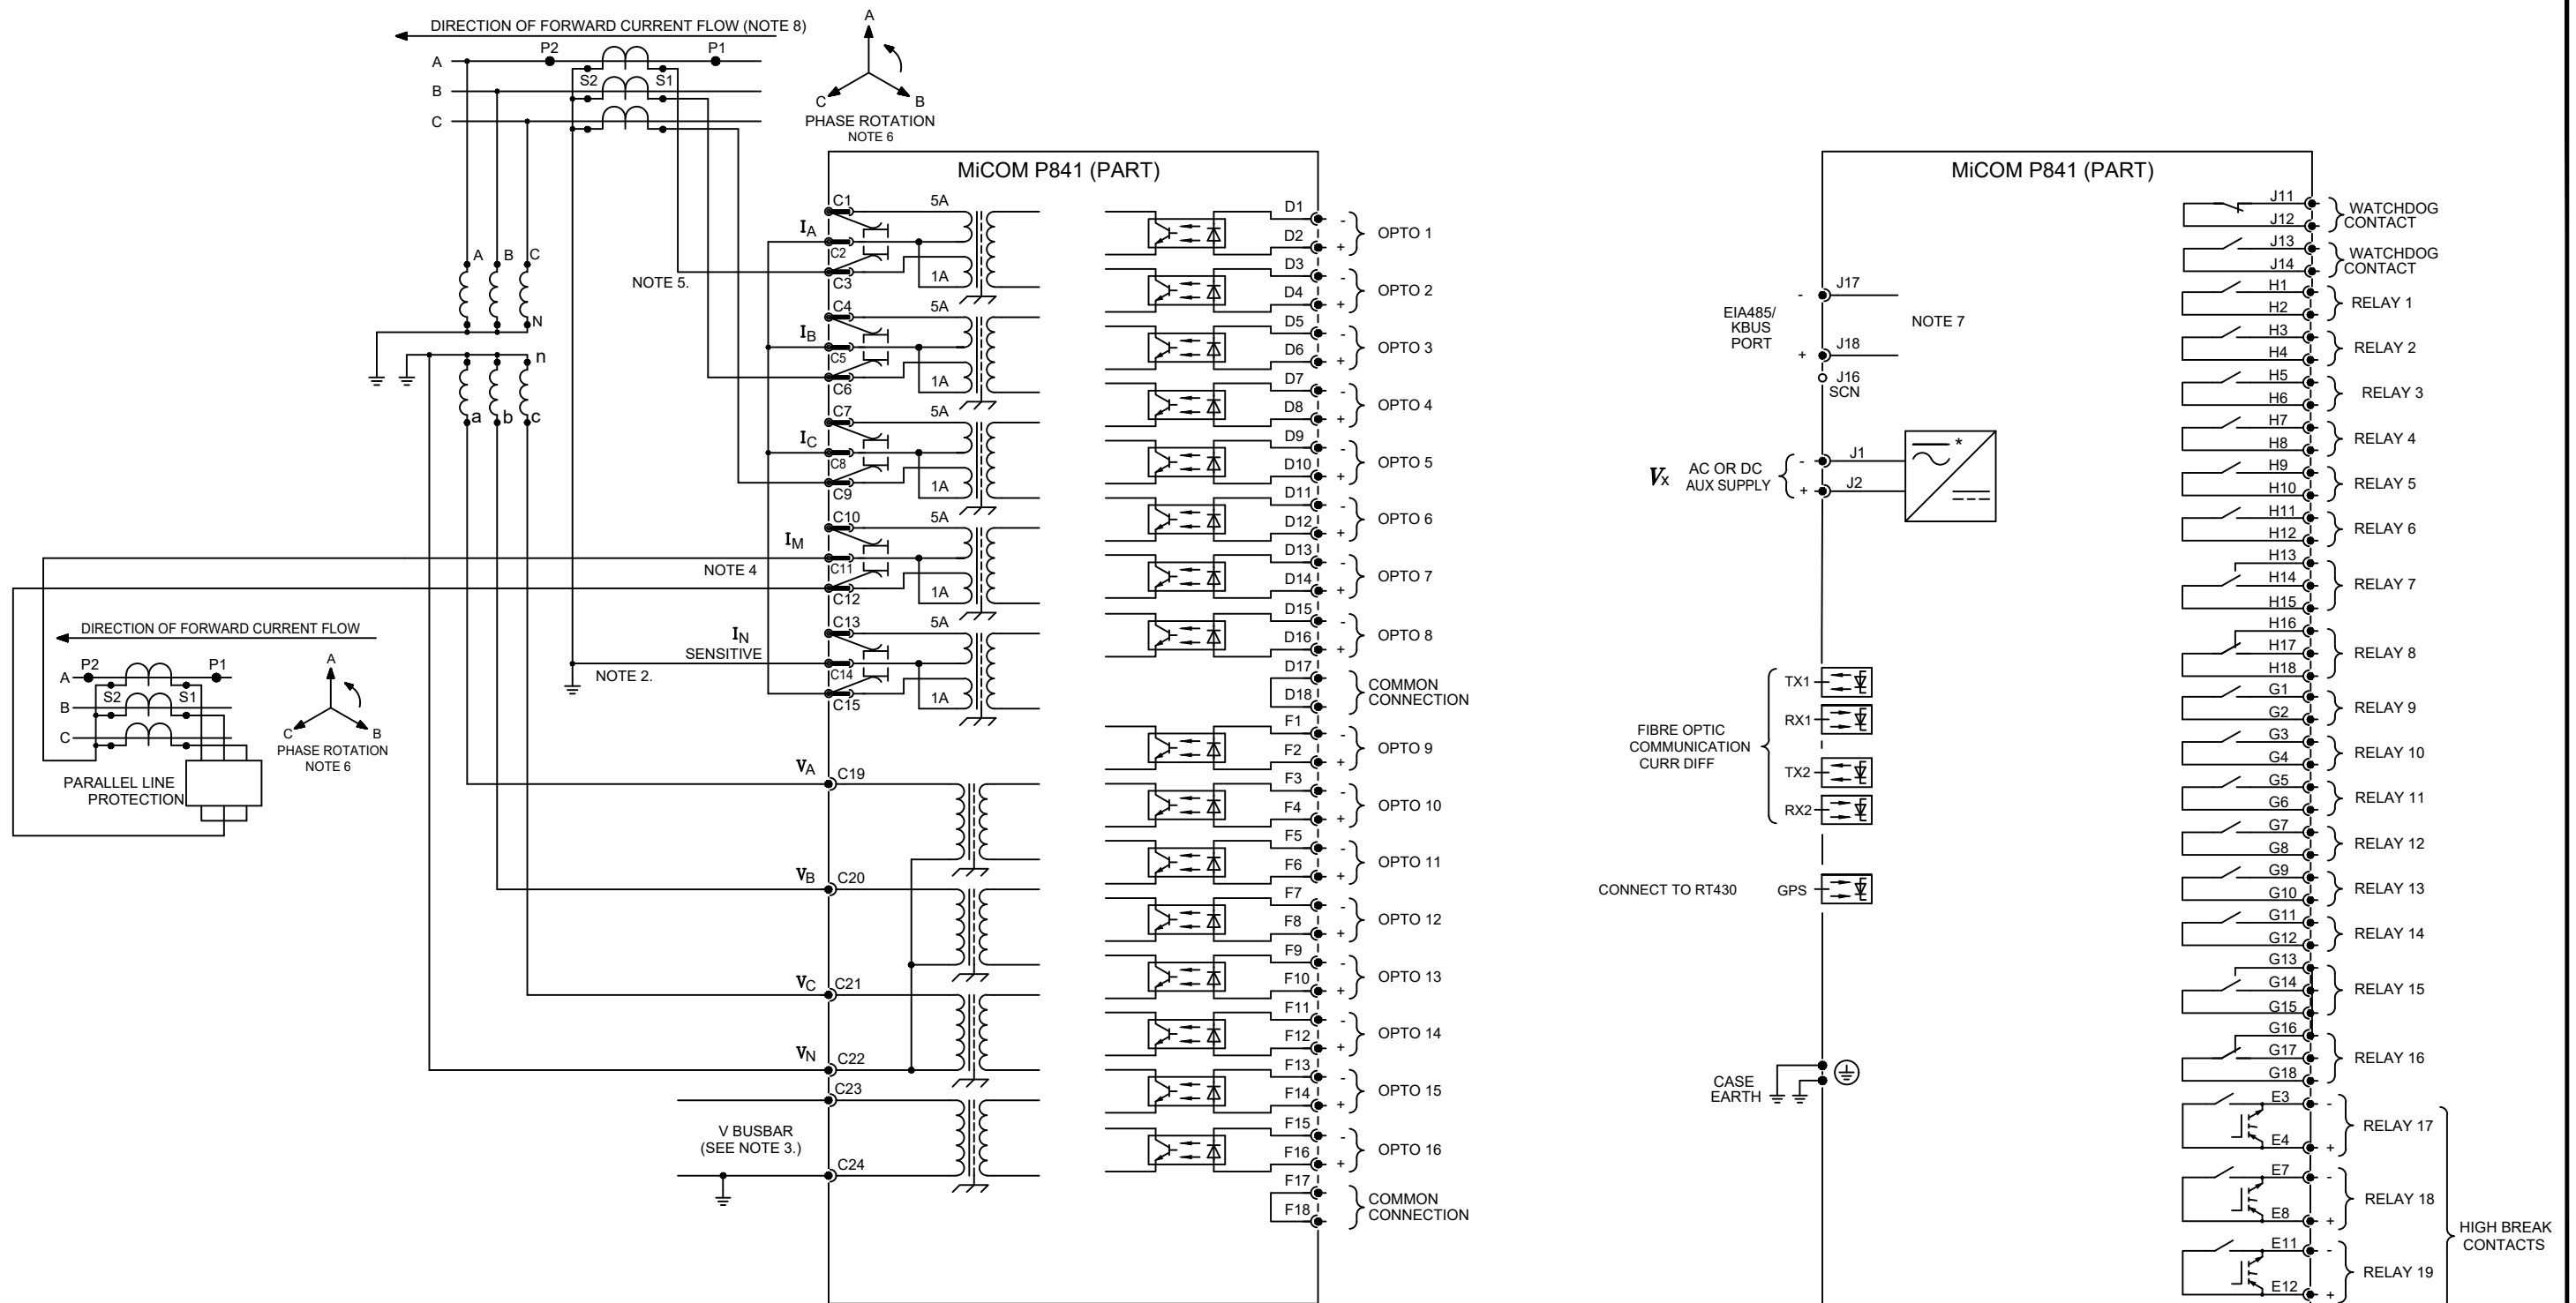 DIRECTION OF FORWARD CURRENT FLOW (NOTE 8)
A
P2
P1
S2
S1
B
C
A
C
B
PHASE ROTATION
NOTE 6
A
B
C
N
n
a
b
c
NOTE 5.
NOTE 4
NOTE 2.
DIRECTION OF FORWARD CURRENT FLOW
A
P2
P1
S2
S1
B
C
A
C
B
PHASE ROTATION
NOTE 6
PARALLEL LINE
PROTECTION
MiCOM P841 (PART)
IA
C1
5A
C2
C3
1A
IB
C4
5A
C5
C6
1A
IC
C7
5A
C8
C9
1A
IM
C10
5A
C11
C12
1A
IN
SENSITIVE
C13
5A
C14
C15
1A
VA
C19
VB
C20
VC
C21
VN
C22
C23
V BUSBAR
(SEE NOTE 3.)
C24
D1
-
D2
+
OPTO 1
D3
-
D4
+
OPTO 2
D5
-
D6
+
OPTO 3
D7
-
D8
+
OPTO 4
D9
-
D10
+
OPTO 5
D11
-
D12
+
OPTO 6
D13
-
D14
+
OPTO 7
D15
-
D16
+
OPTO 8
D17
D18
COMMON
CONNECTION
F1
-
F2
+
OPTO 9
F3
-
F4
+
OPTO 10
F5
-
F6
+
OPTO 11
F7
-
F8
+
OPTO 12
F9
-
F10
+
OPTO 13
F11
-
F12
+
OPTO 14
F13
-
F14
+
OPTO 15
F15
-
F16
+
OPTO 16
F17
F18
COMMON
CONNECTION
MiCOM P841 (PART)
EIA485/
KBUS
PORT
-
J17
NOTE 7
+
J18
J16
SCN
Vx
AC OR DC
AUX SUPPLY
-
J1
+
J2
*
FIBRE OPTIC
COMMUNICATION
CURR DIFF
TX1
RX1
TX2
RX2
CONNECT TO RT430
GPS
CASE
EARTH
J11
J12
WATCHDOG
CONTACT
J13
J14
WATCHDOG
CONTACT
H1
H2
RELAY 1
H3
H4
RELAY 2
H5
H6
RELAY 3
H7
H8
RELAY 4
H9
H10
RELAY 5
H11
H12
RELAY 6
H13
H14
H15
RELAY 7
H16
H17
H18
RELAY 8
G1
G2
RELAY 9
G3
G4
RELAY 10
G5
G6
RELAY 11
G7
G8
RELAY 12
G9
G10
RELAY 13
G11
G12
RELAY 14
G13
G14
G15
RELAY 15
G16
G17
G18
RELAY 16
E3
-
E4
+
RELAY 17
E7
-
E8
+
RELAY 18
E11
-
E12
+
RELAY 19
HIGH BREAK
CONTACTS